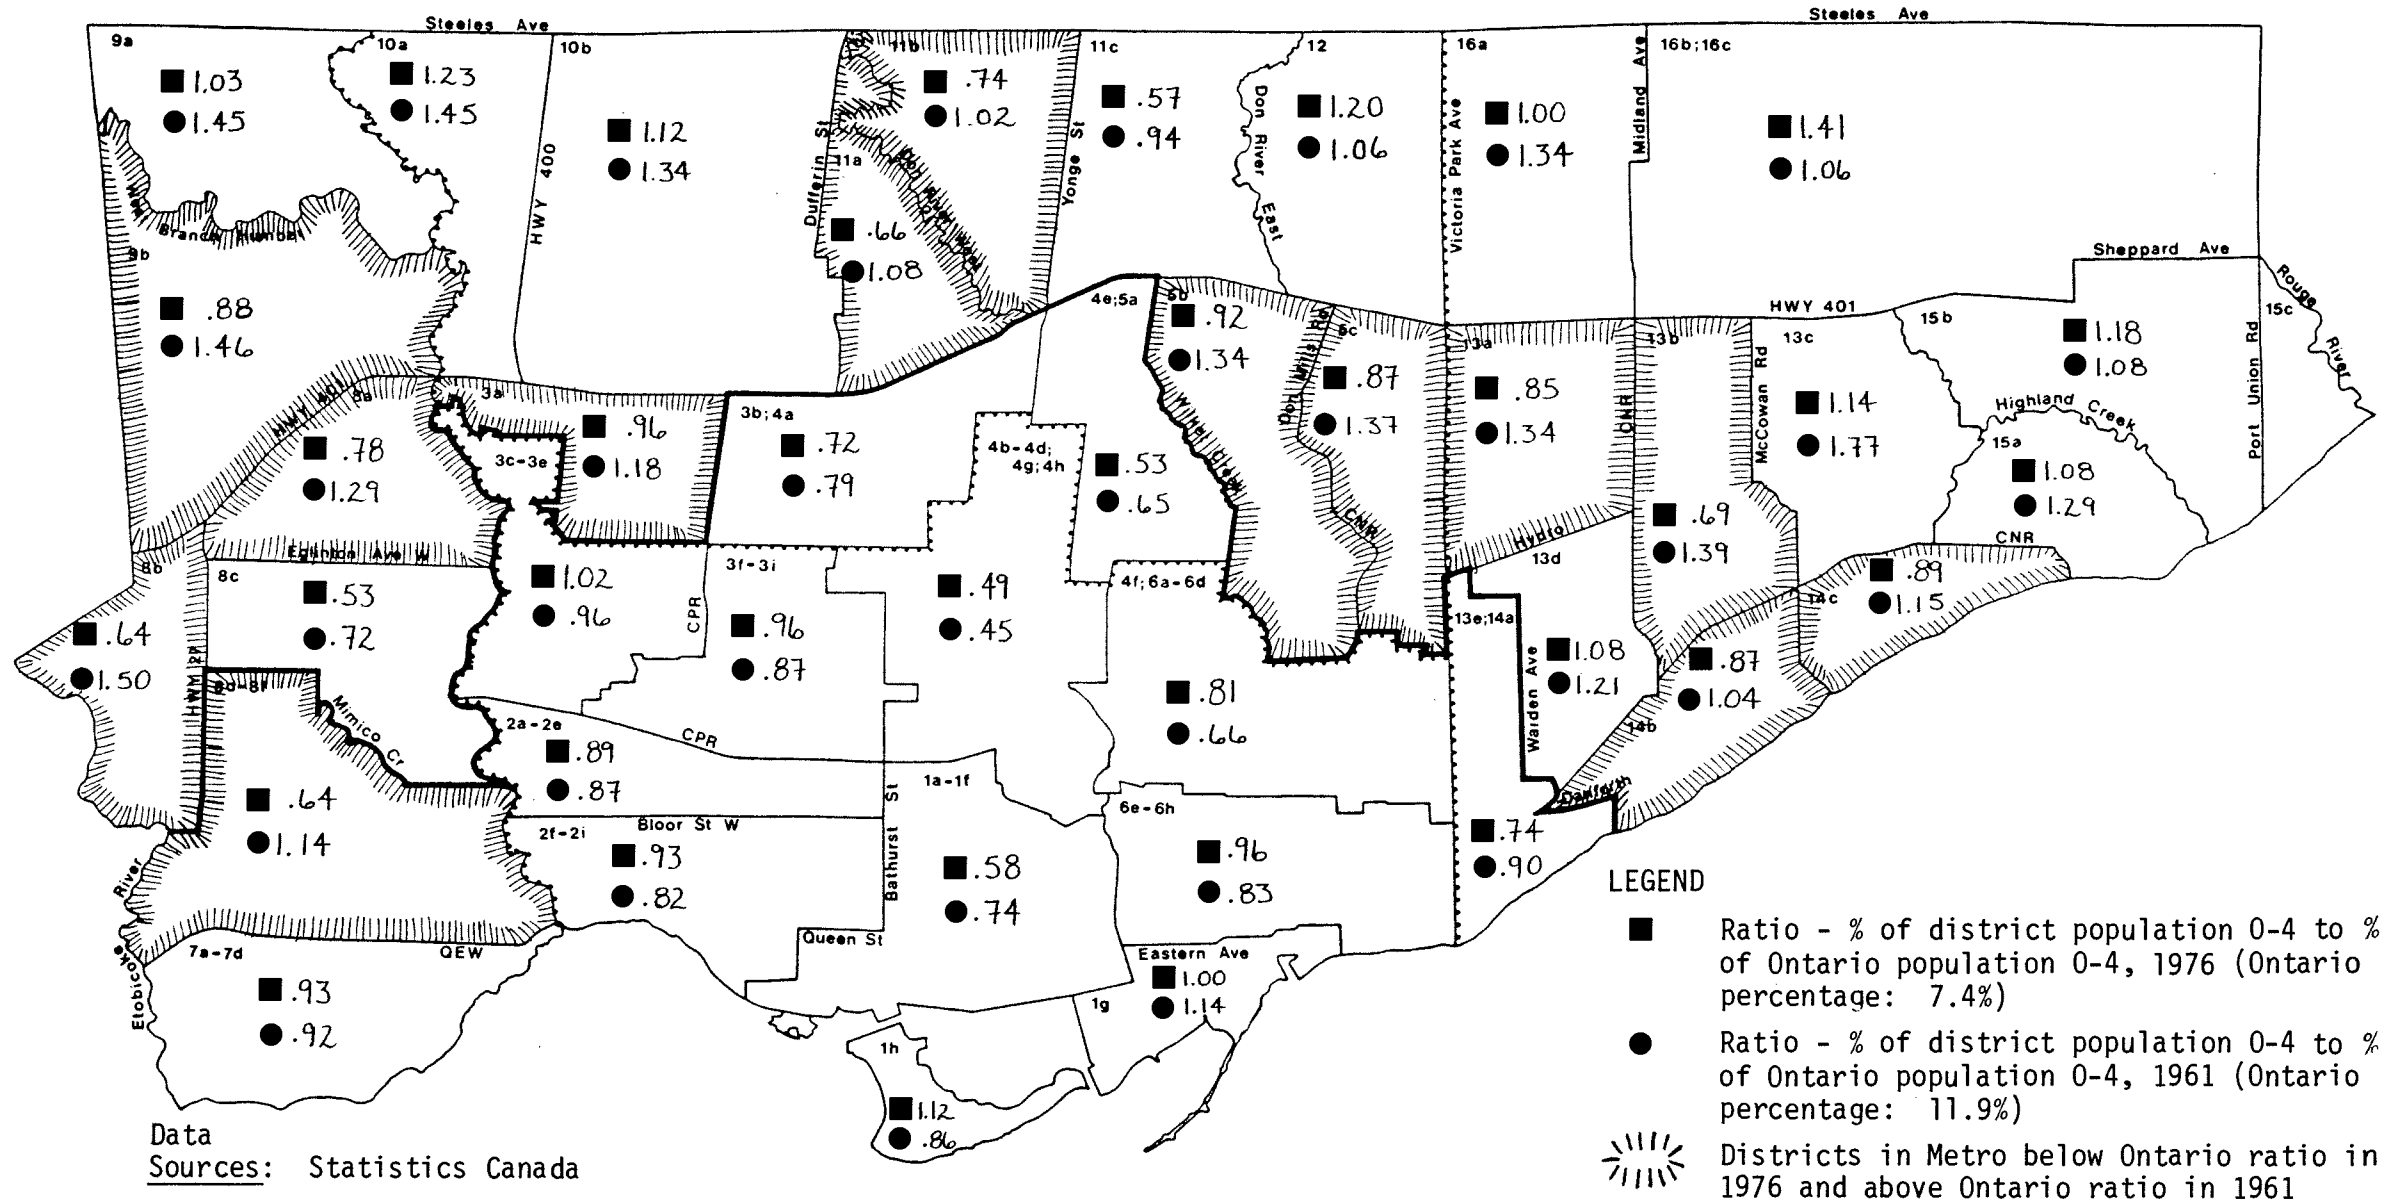 Steeles Ave
Steeles Ave
9a
■ 1.03
● 1.45
10a
■ 1.23
● 1.45
10b
■ 1.12
● 1.34
HWY 400
11b
■ .74
● 1.02
Dufferin St
11a
■ .66
● 1.08
Don River West
Yonge St
11c
■ .57
● .94
12
■ 1.20
● 1.06
Don River East
16a
■ 1.00
● 1.34
Victoria Park Ave
Midland Ave
16b;16c
■ 1.41
● 1.06
Sheppard Ave
West Branch Humber
9b
■ .88
● 1.46
HWY 401
HWY 401
8a
■ .78
● 1.29
Eglinton Ave W
3a
■ .96
● 1.18
3c-3e
3b;4a
■ .72
● .79
4b-4d;
4g;4h
4e;5a
■ .53
● .65
5b
■ .92
● 1.34
Wilket Creek
Don Mills Rd
5c
■ .87
● 1.37
CNR
13a
■ .85
● 1.34
CNR
Hydro
13b
■ .69
● 1.39
McCowan Rd
13c
■ 1.14
● 1.77
15b
■ 1.18
● 1.08
Highland Creek
15a
■ 1.08
● 1.29
CNR
Port Union Rd
15c
Rouge River
8b
■ .64
● 1.50
HWY 27
8c
■ .53
● .72
■ 1.02
● .96
CPR
3f-3i
■ .96
● .87
■ .49
● .45
4f;6a-6d
■ .81
● .66
13d
■ 1.08
● 1.21
13e;14a
Warden Ave
■ .74
● .90
14b
■ .87
● 1.04
Danforth
14c
■ .89
● 1.15
8d-8f
■ .64
● 1.14
Mimico Cr
2a-2e
CPR
■ .89
● .87
Bloor St W
2f-2i
■ .93
● .82
Bathurst St
1a-1f
■ .58
● .74
6e-6h
■ .96
● .83
Queen St
Eastern Ave
■ 1.00
● 1.14
1g
1h
■ 1.12
● .86
Etobicoke River
7a-7d
QEW
■ .93
● .92
LEGEND
■ Ratio - % of district population 0-4 to %
of Ontario population 0-4, 1976 (Ontario
percentage: 7.4%)
● Ratio - % of district population 0-4 to %
of Ontario population 0-4, 1961 (Ontario
percentage: 11.9%)
Districts in Metro below Ontario ratio in
1976 and above Ontario ratio in 1961
Data
Sources: Statistics Canada